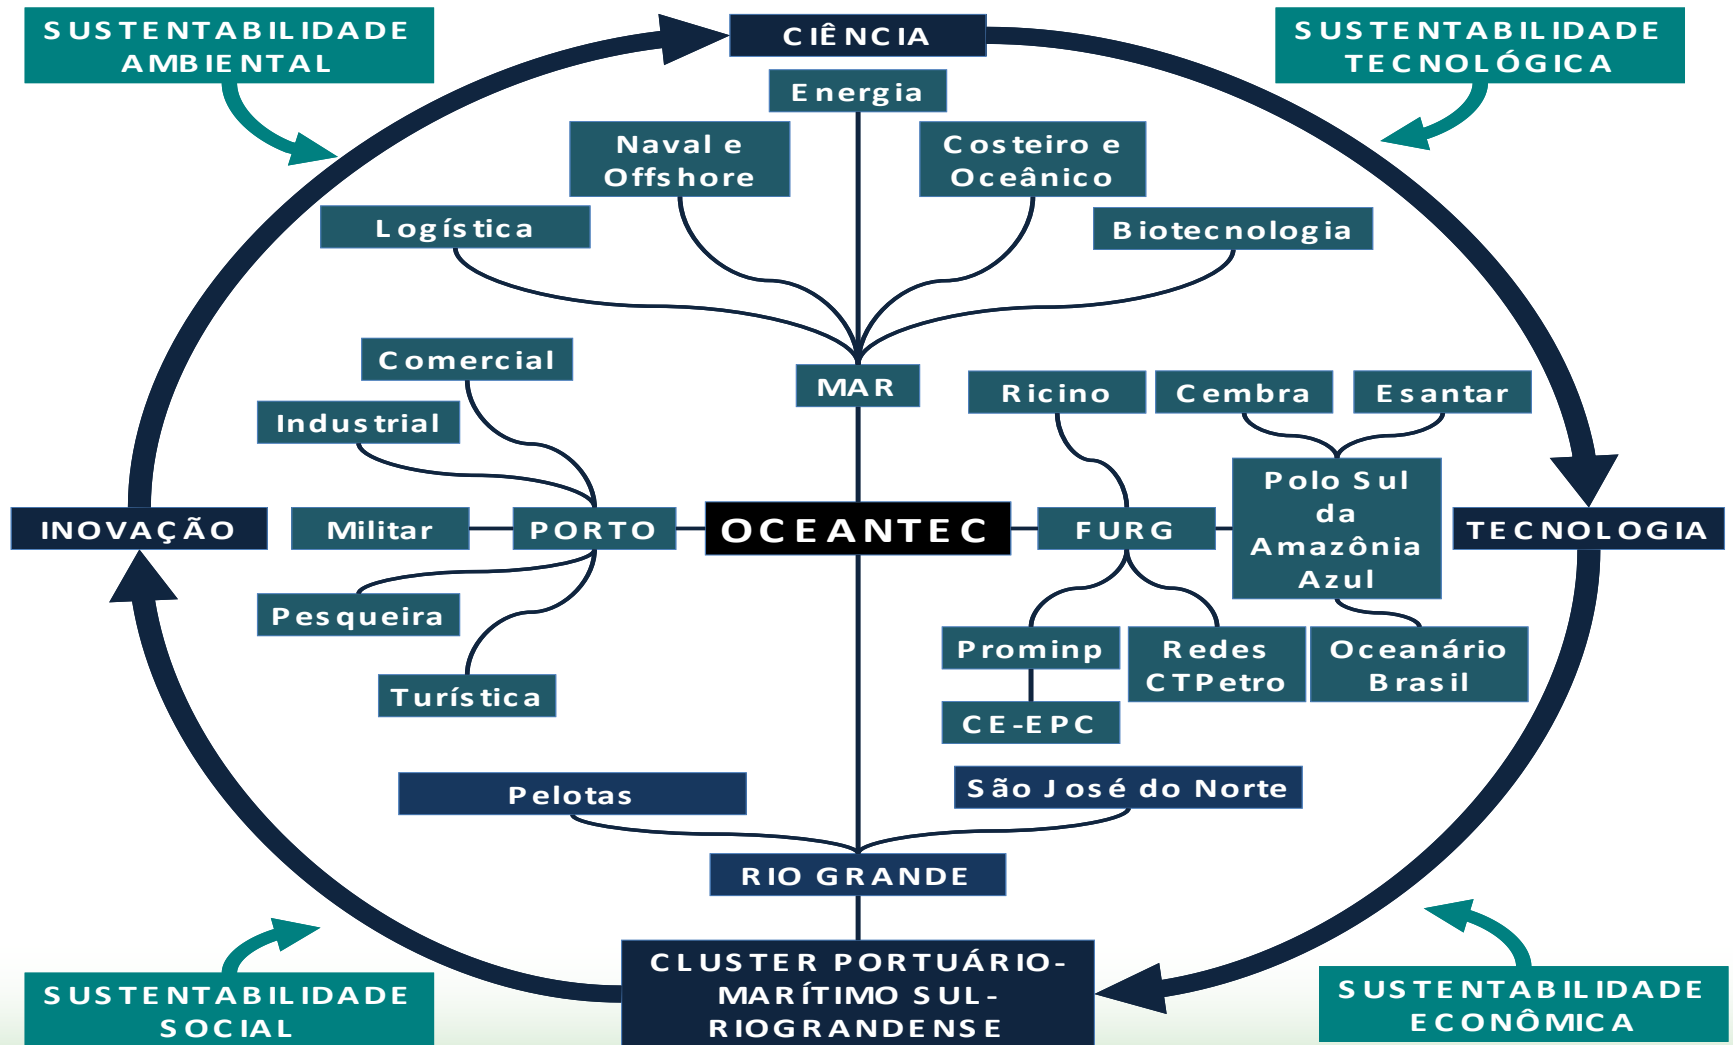 SUSTENTABILIDADE
AMBIENTAL
CIÊNCIA
SUSTENTABILIDADE
TECNOLÓGICA
Energia
Naval e
Offshore
Costeiro e
Oceânico
Logística
Biotecnologia
Comercial
MAR
Ricino
Cembra
Esantar
Industrial
Polo Sul
da
Amazônia
Azul
INOVAÇÃO
Militar
PORTO
OCEANTEC
FURG
TECNOLOGIA
Pesqueira
Turística
Prominp
Redes
CTPetro
Oceanário
Brasil
CE-EPC
Pelotas
São José do Norte
RIO GRANDE
CLUSTER PORTUÁRIO-
MARÍTIMO SUL-
RIOGRANDENSE
SUSTENTABILIDADE
SOCIAL
SUSTENTABILIDADE
ECONÔMICA